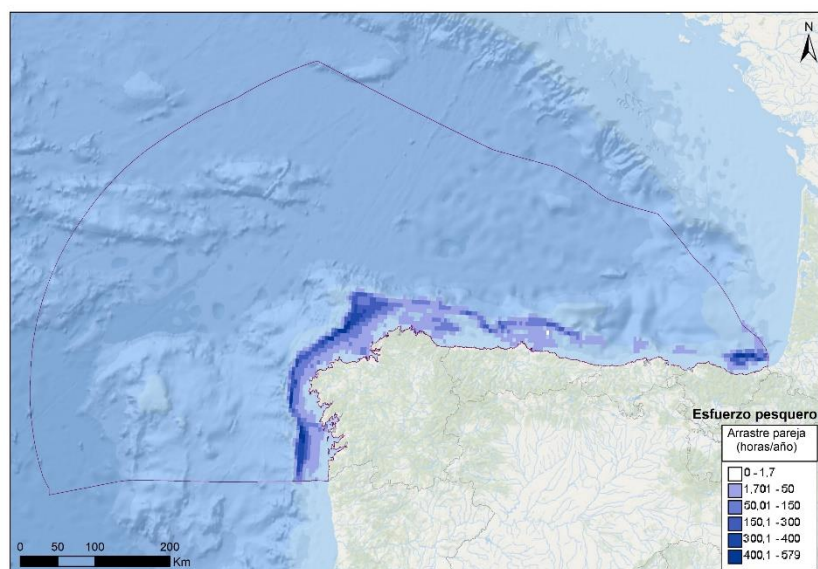 N
Esfuerzo pesquero
Arrastre pareja
(horas/año)
0 - 1,7
1,701 - 50
50,01 - 150
150,1 - 300
300,1 - 400
400,1 - 579
0 50 100 200
Km